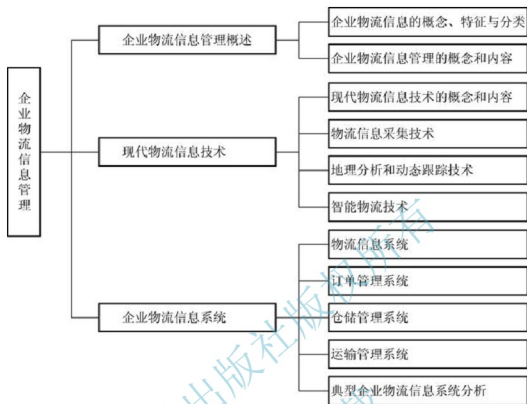 企业物流信息管理
企业物流信息管理概述
企业物流信息的概念、特征与分类
企业物流信息管理的概念和内容
现代物流信息技术
现代物流信息技术的概念和内容
物流信息采集技术
地理分析和动态跟踪技术
智能物流技术
企业物流信息系统
物流信息系统
订单管理系统
仓储管理系统
运输管理系统
典型企业物流信息系统分析
出版社版权所有